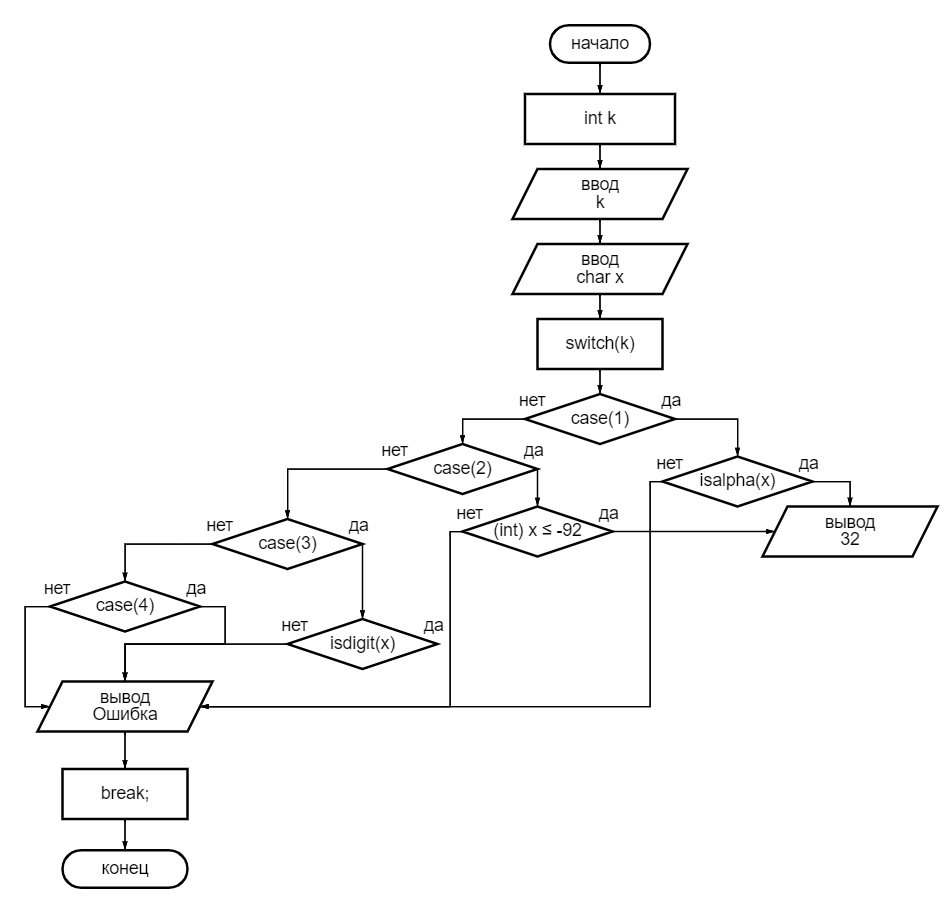 начало
int k
ввод
k
ввод
char x
switch(k)
нет
да
case(1)
нет
да
case(2)
нет
да
isalpha(x)
нет
да
(int) x ≤ -92
вывод
32
нет
да
case(3)
нет
да
case(4)
нет
да
isdigit(x)
вывод
Ошибка
break;
конец